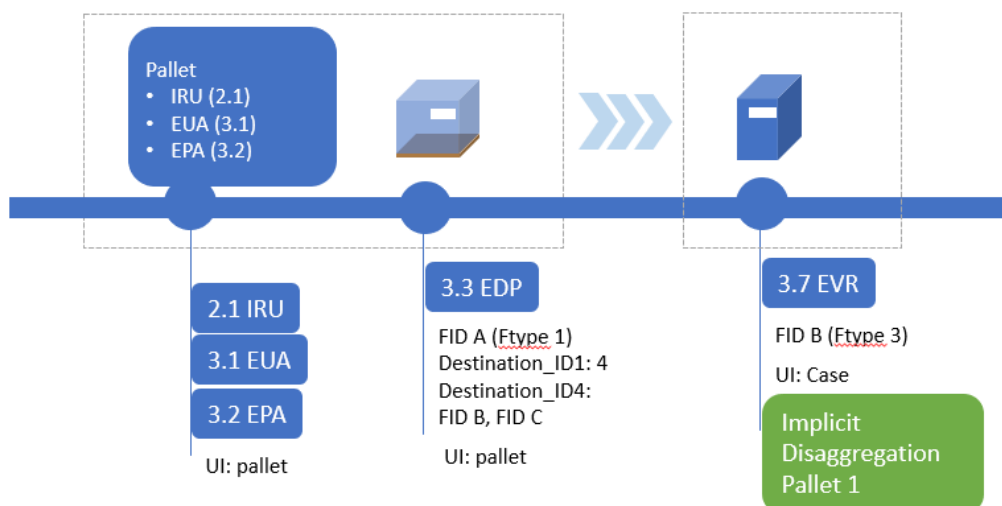 Pallet
• IRU (2.1)
• EUA (3.1)
• EPA (3.2)
2.1 IRU
3.1 EUA
3.2 EPA
UI: pallet
3.3 EDP
FID A (Ftype 1)
Destination_ID1: 4
Destination_ID4:
FID B, FID C
UI: pallet
3.7 EVR
FID B (Ftype 3)
UI: Case
Implicit
Disaggregation
Pallet 1